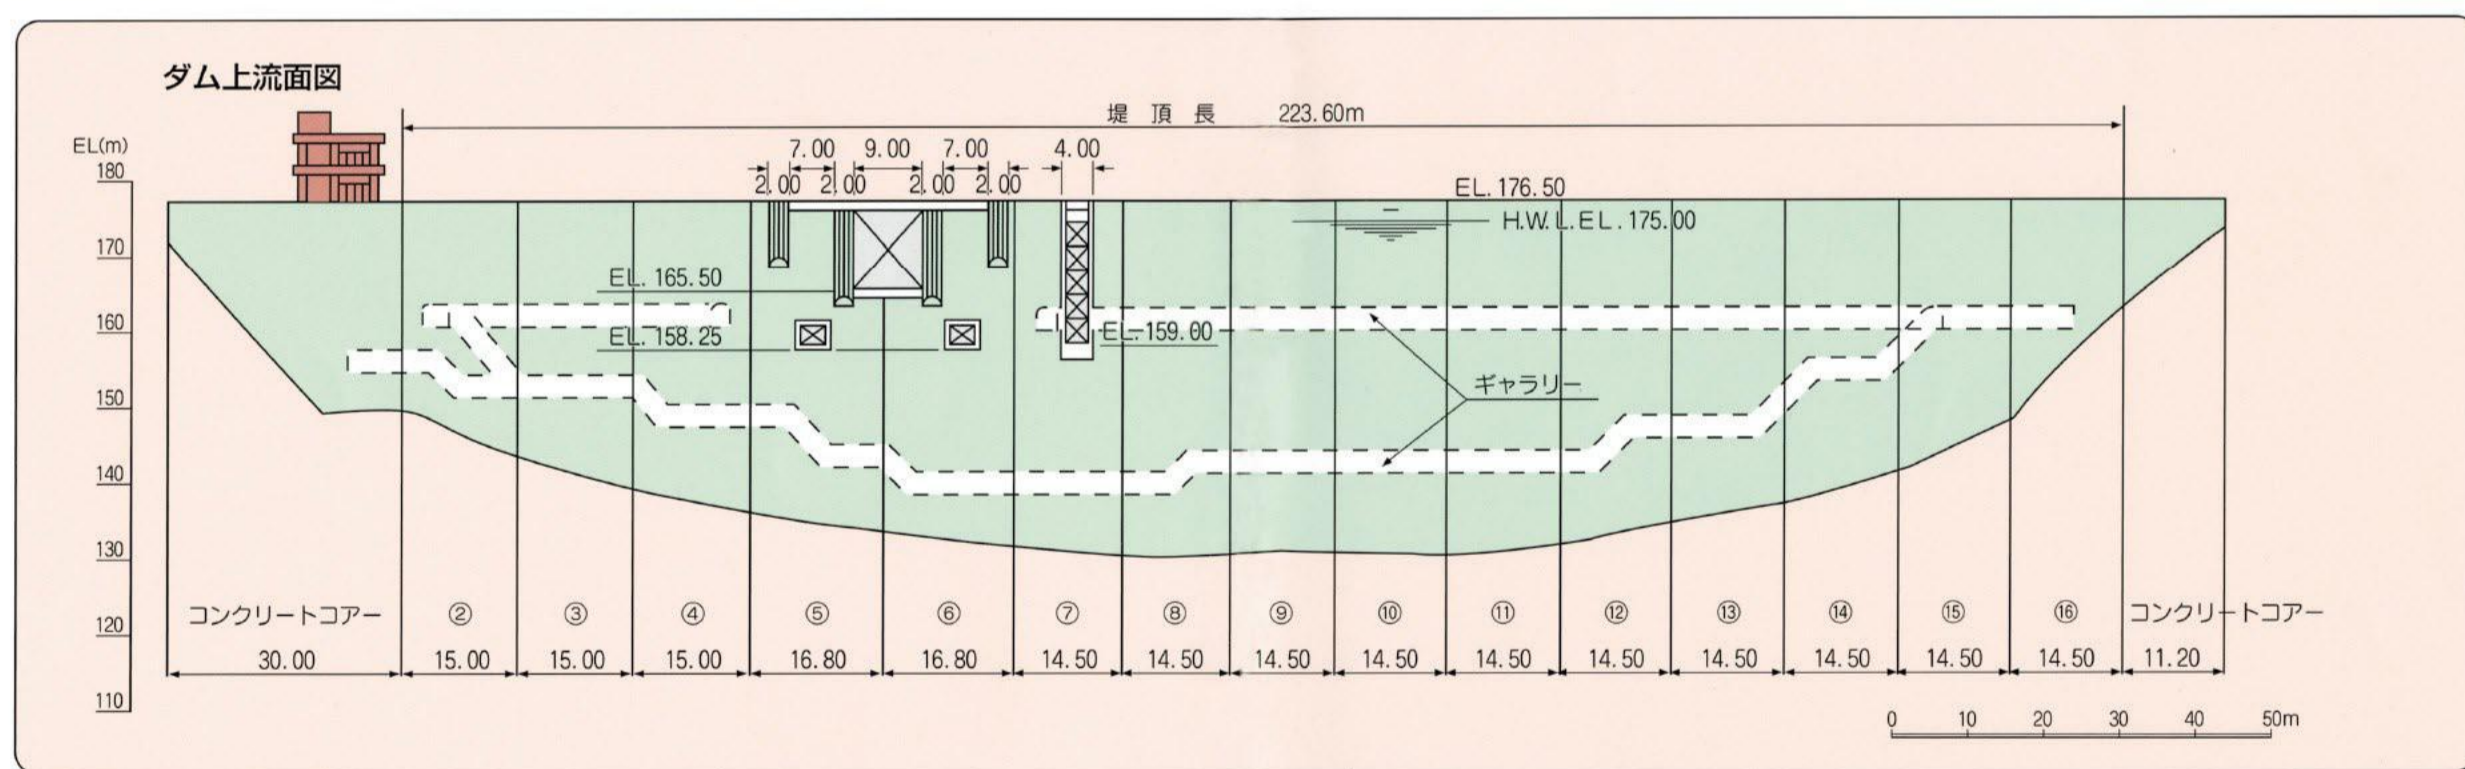 ダム上流面図
堤頂長 223.60m
EL(m)
180
170
160
150
140
130
120
110
7.00 9.00 7.00 4.00
2.00 2.00 2.00 2.00
EL.176.50
H.W.L.EL.175.00
EL.165.50
EL.158.25
EL.159.00
ギャラリー
コンクリートコアー ② ③ ④ ⑤ ⑥ ⑦ ⑧ ⑨ ⑩ ⑪ ⑫ ⑬ ⑭ ⑮ ⑯ コンクリートコアー
30.00 15.00 15.00 15.00 16.80 16.80 14.50 14.50 14.50 14.50 14.50 14.50 14.50 14.50 14.50 14.50 11.20
0 10 20 30 40 50m